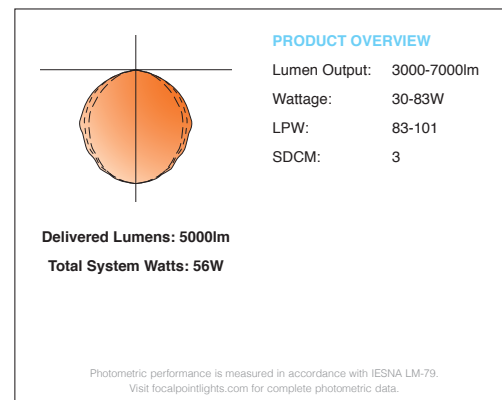 PRODUCT OVERVIEW
Lumen Output: 3000-7000lm
Wattage: 30-83W
LPW: 83-101
SDCM: 3
Delivered Lumens: 5000lm
Total System Watts: 56W
Photometric performance is measured in accordance with IESNA LM-79.
Visit focalpointlights.com for complete photometric data.